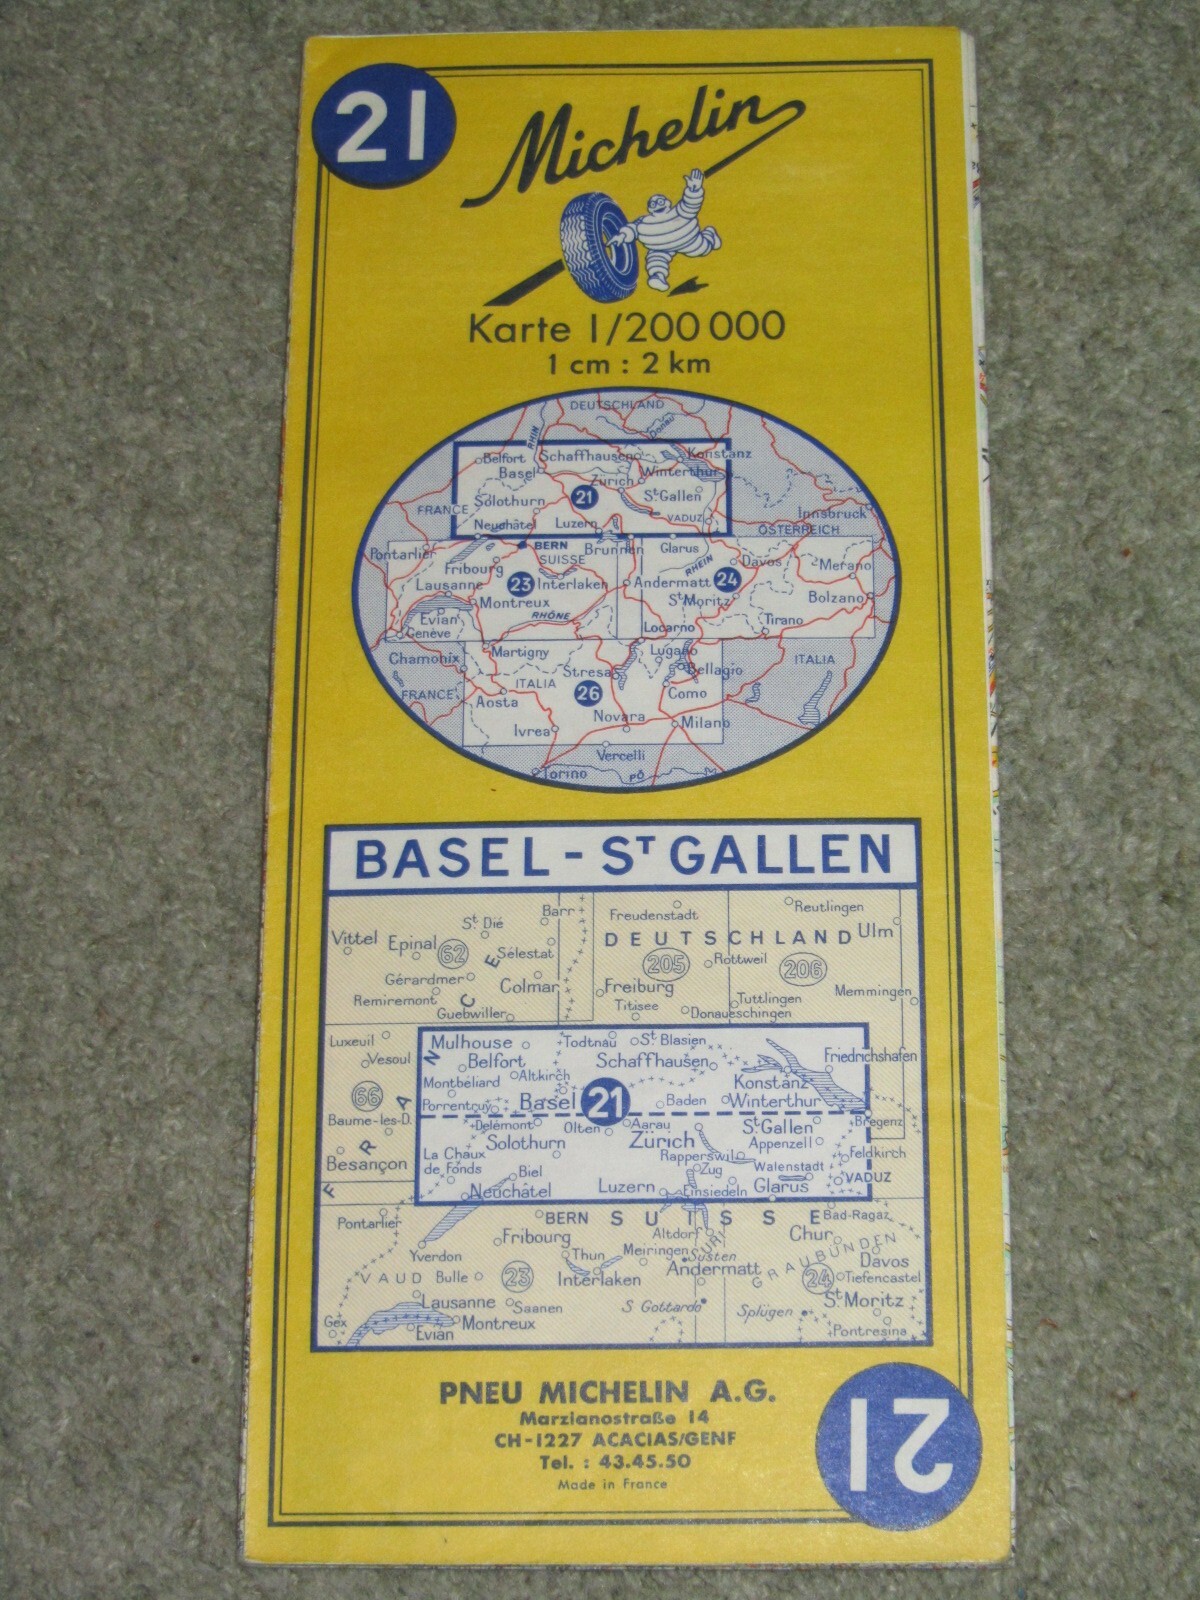 21
Michelin
Karte 1/200 000
1 cm : 2 km
DEUTSCHLAND
RHIN
Donau
Belfort
Schaffhausen
Konstanz
Basel
Winterthur
Zürich
Solothurn
21
St Gallen
FRANCE
VADUZ
Innsbruck
Neuchâtel
Luzern
ÖSTERREICH
Pontarlier
BERN
Brunnen
Glarus
SUISSE
RHEIN
Davos
Merano
Fribourg
Lausanne
23
Interlaken
Andermatt
24
Montreux
St Moritz
Bolzano
Evian
RHÔNE
Locarno
Tirano
Genève
Chamonix
Martigny
Lugano
Stresa
Bellagio
ITALIA
FRANCE
ITALIA
26
Como
Aosta
Novara
Milano
Ivrea
Vercelli
Torino
PÔ
BASEL - ST GALLEN
Barr
Freudenstadt
Reutlingen
St Dié
Vittel
Epinal
62
Sélestat
DEUTSCHLAND
Ulm
205
Rottweil
206
Gérardmer
Colmar
Freiburg
Remiremont
Titisee
Tuttlingen
Memmingen
Guebwiller
Donaueschingen
FRANCE
Luxeuil
Mulhouse
Todtnau
St Blasien
Vesoul
Belfort
Schaffhausen
Friedrichshafen
Montbéliard
Altkirch
Konstanz
66
Porrentruy
Basel
21
Baden
Winterthur
Baume-les-D.
Delémont
Olten
Aarau
St Gallen
Bregenz
Solothurn
Zürich
Appenzell
Besançon
La Chaux
de Fonds
Rapperswil
Feldkirch
Biel
Zug
Walenstadt
VADUZ
Neuchâtel
Luzern
Einsiedeln
Glarus
Pontarlier
BERN
SUISSE
Bad-Ragaz
Fribourg
Altdorf
URI
Chur
Yverdon
Thun
Meiringen
Susten
GRAUBÜNDEN
Davos
VAUD
Bulle
23
Interlaken
Andermatt
24
Tiefencastel
Lausanne
Saanen
S Gottardo
Splügen
St Moritz
Gex
Evian
Montreux
Pontresina
PNEU MICHELIN A.G.
Marzianostraße 14
CH-1227 ACACIAS/GENF
Tel. : 43.45.50
Made in France
21